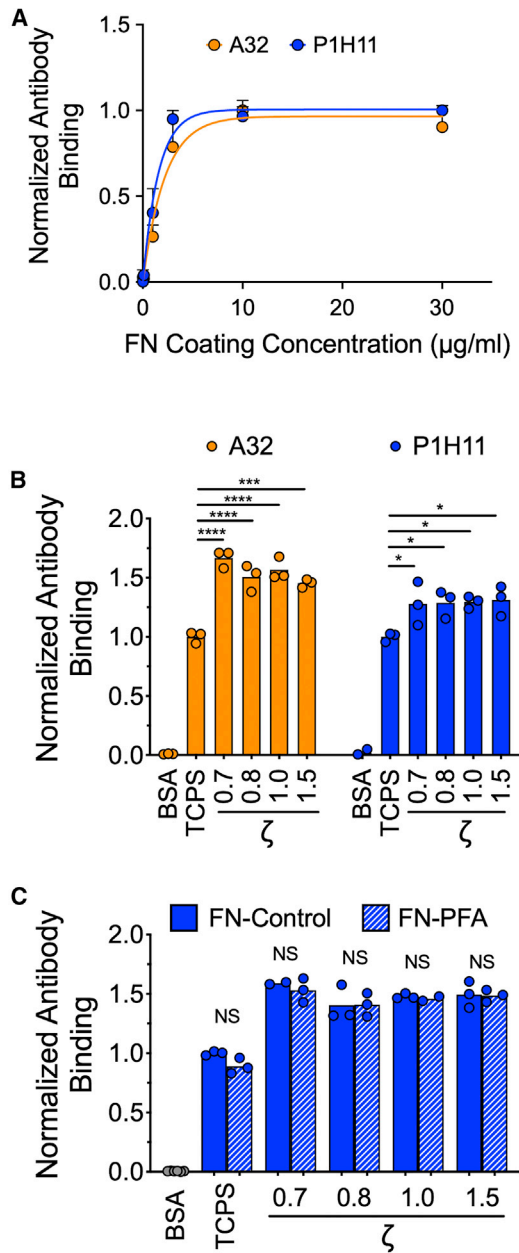 A
A32
P1H11
1.5
1.0
0.5
0.0
0
10
20
30
Normalized Antibody
Binding
FN Coating Concentration (µg/ml)
A32
P1H11
B
***
****
****
****
*
*
*
*
2.0
1.5
1.0
0.5
0.0
Normalized Antibody
Binding
BSA
TCPS
0.7
0.8
1.0
1.5
ζ
BSA
TCPS
0.7
0.8
1.0
1.5
ζ
C
FN-Control
FN-PFA
2.0
1.5
1.0
0.5
0.0
Normalized Antibody
Binding
NS
NS
NS
NS
NS
BSA
TCPS
0.7
0.8
1.0
1.5
ζ